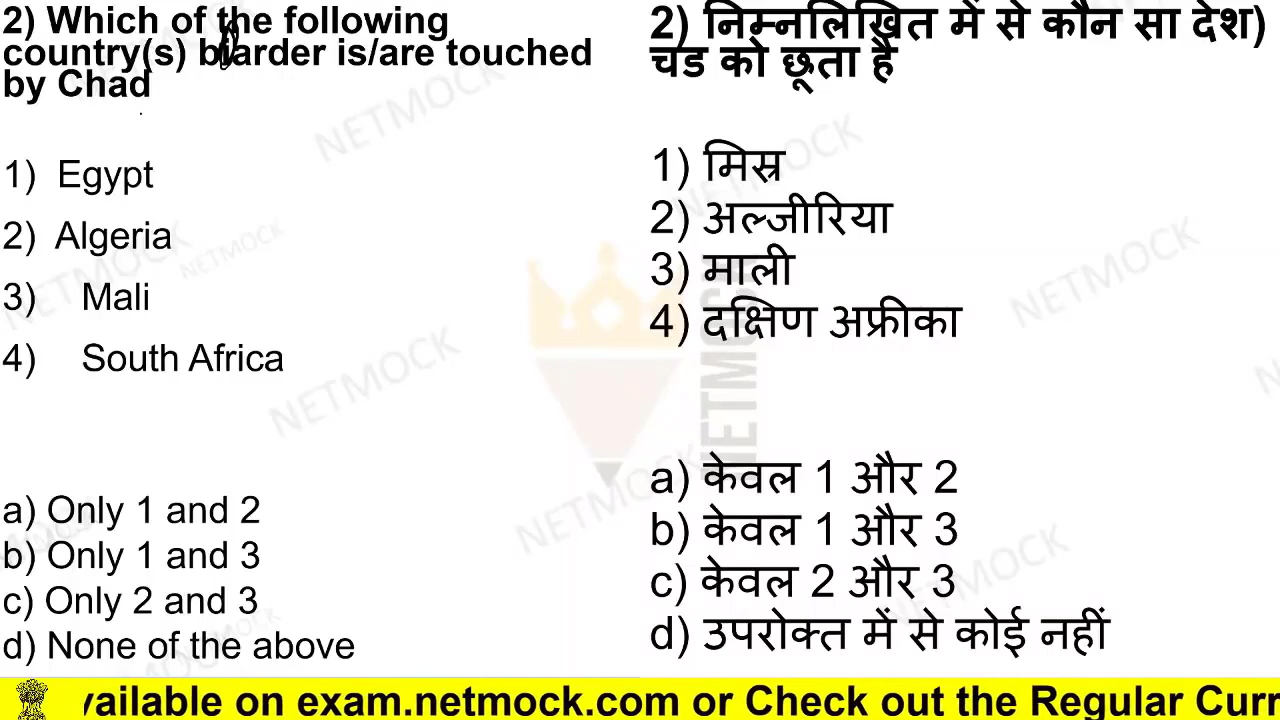 2) Which of the following
country(s) boarder is/are touched
by Chad
1) Egypt
2) Algeria
3) Mali
4) South Africa
a) Only 1 and 2
b) Only 1 and 3
c) Only 2 and 3
d) None of the above
2) निम्नलिखित में से कौन सा देश)
चड को छूता है
1) मिस्र
2) अल्जीरिया
3) माली
4) दक्षिण अफ्रीका
a) केवल 1 और 2
b) केवल 1 और 3
c) केवल 2 और 3
d) उपरोक्त में से कोई नहीं
NETMOCK
vailable on exam.netmock.com or Check out the Regular Curr